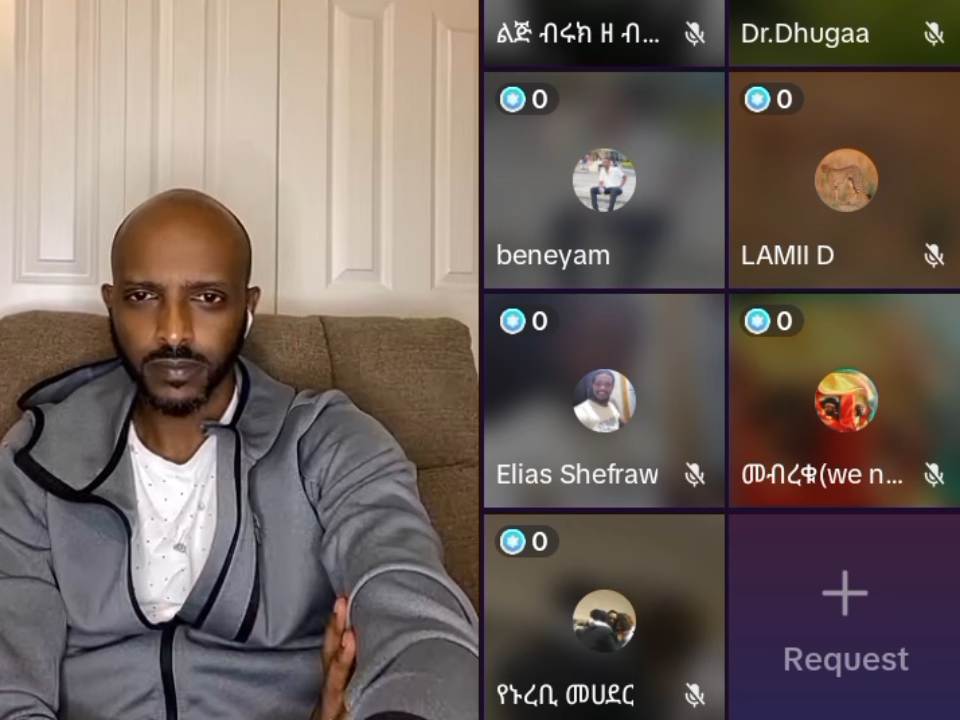 ልጅ ብሩክ ዘ ብ...
Dr.Dhugaa
0
0
beneyam
LAMII D
0
0
Elias Shefraw
መብረቁ(we n...
0
የኑረቢ መሀደር
Request